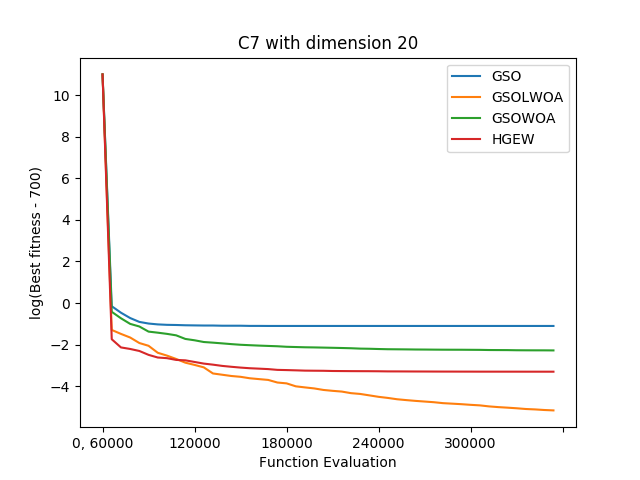 C7 with dimension 20
GSO
GSOLWOA
GSOWOA
HGEW
log(Best fitness - 700)
10
8
6
4
2
0
−2
−4
0, 60000
120000
180000
240000
300000
Function Evaluation